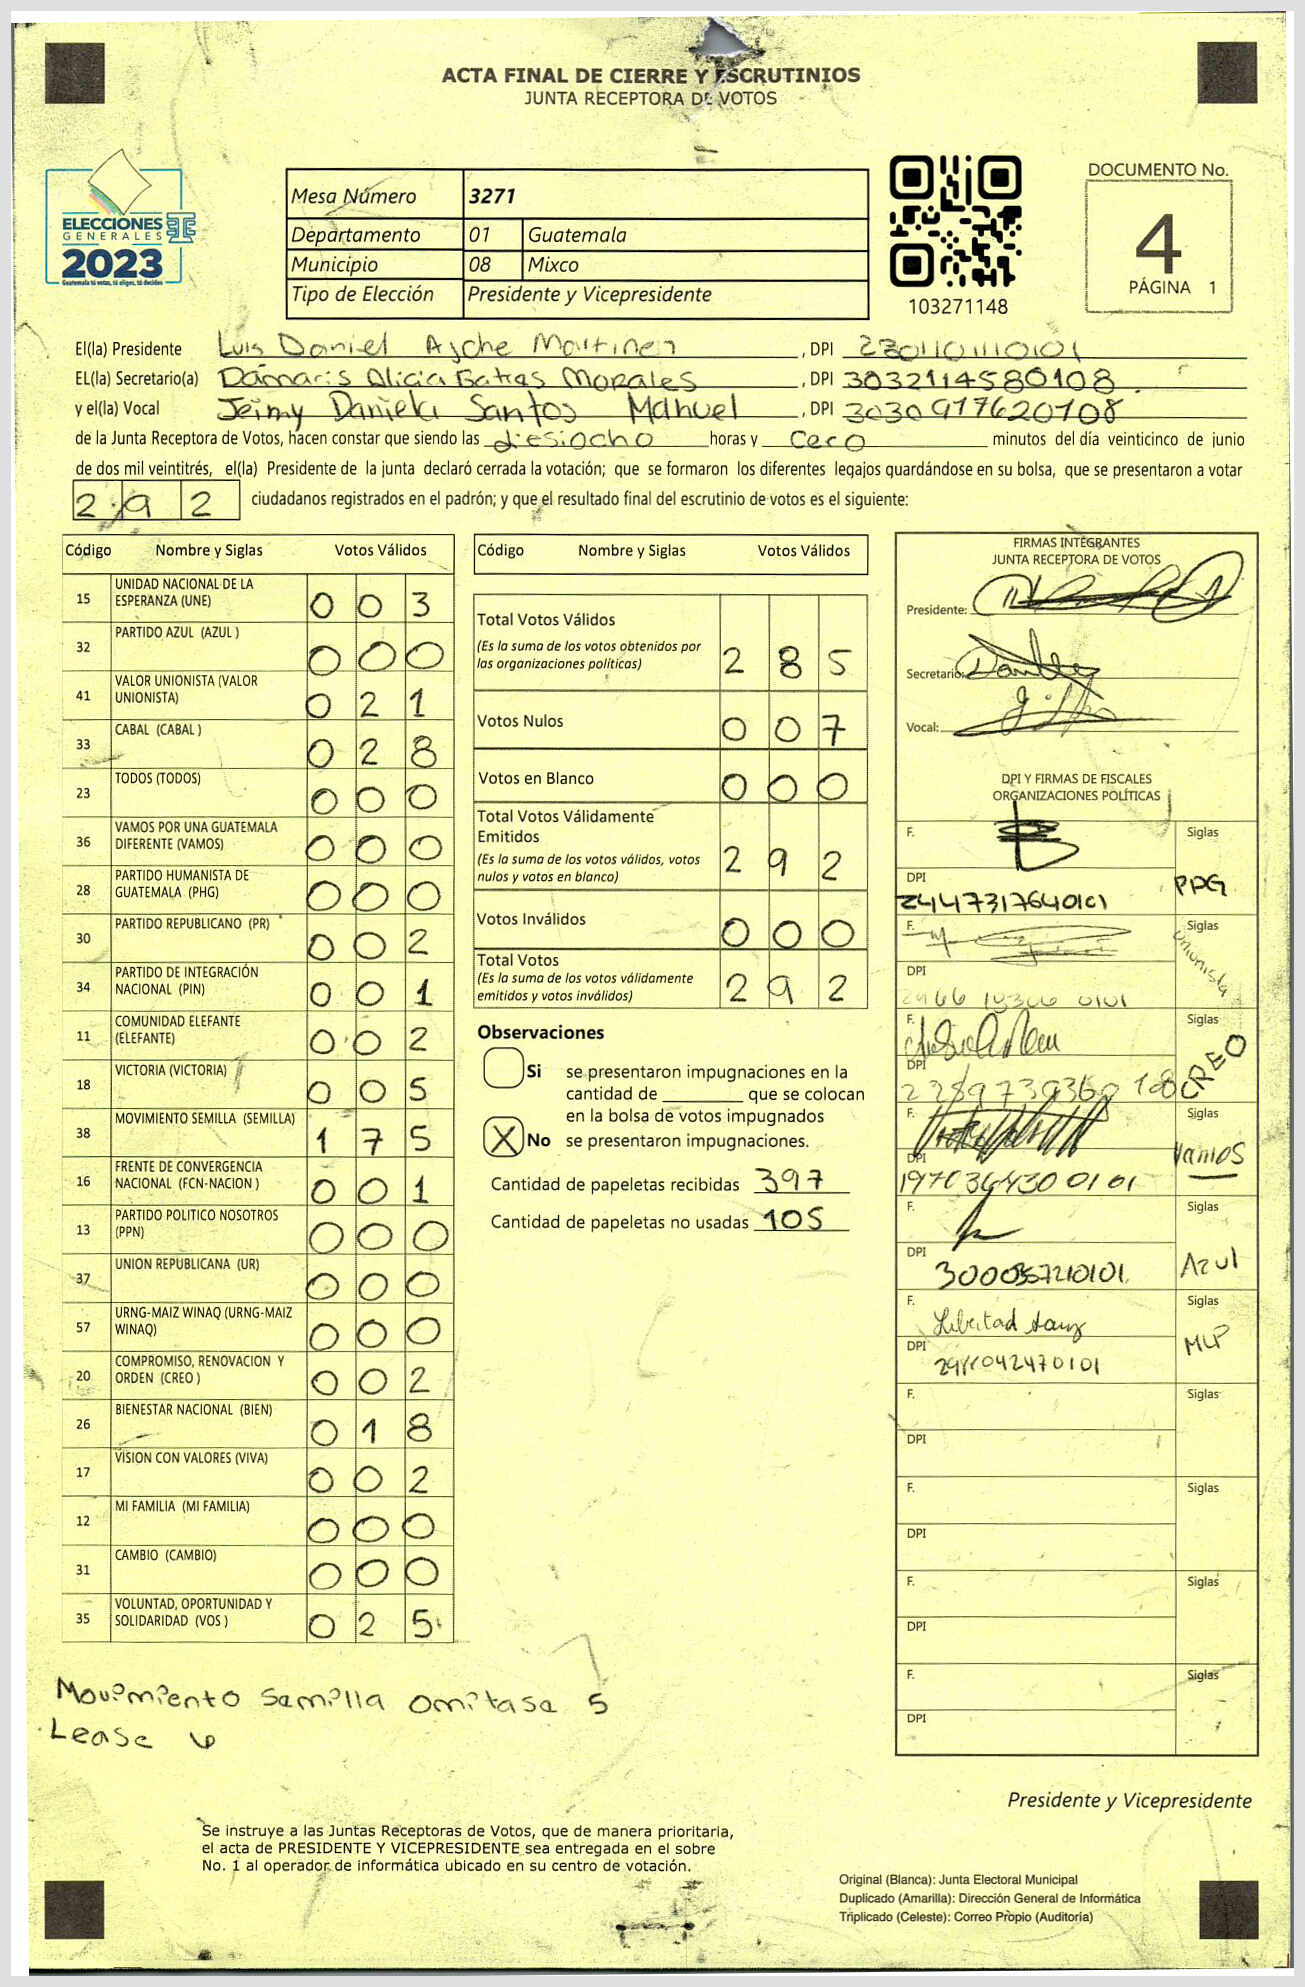 ACTA FINAL DE CIERRE Y ESCRUTINIOS
JUNTA RECEPTORA DE VOTOS
ELECCIONES
GENERALES
2023
Guatemala tú votas, tú eliges, tú decides
Mesa Número 3271
Departamento 01 Guatemala
Municipio 08 Mixco
Tipo de Elección Presidente y Vicepresidente
103271148
DOCUMENTO No.
4
PÁGINA 1
El(la) Presidente Luis Daniel Ajche Martinez, DPI
EL(la) Secretario(a) Dámaris Alicia Batres Morales, DPI 3032114580108
y el(la) Vocal Jeimy Daniela Santos Manuel, DPI 3030917620108
de la Junta Receptora de Votos, hacen constar que siendo las diesiocho horas y Cero minutos del día veinticinco de junio
de dos mil veintitrés, el(la) Presidente de la junta declaró cerrada la votación; que se formaron los diferentes legajos guardándose en su bolsa, que se presentaron a votar
292 ciudadanos registrados en el padrón; y que el resultado final del escrutinio de votos es el siguiente:
Código Nombre y Siglas Votos Válidos
15 UNIDAD NACIONAL DE LA ESPERANZA (UNE) 0 0 3
32 PARTIDO AZUL (AZUL ) 0 0 0
41 VALOR UNIONISTA (VALOR UNIONISTA) 0 2 1
33 CABAL (CABAL ) 0 2 8
23 TODOS (TODOS) 0 0 0
36 VAMOS POR UNA GUATEMALA DIFERENTE (VAMOS) 0 0 0
28 PARTIDO HUMANISTA DE GUATEMALA (PHG) 0 0 0
30 PARTIDO REPUBLICANO (PR) 0 0 2
34 PARTIDO DE INTEGRACIÓN NACIONAL (PIN) 0 0 1
11 COMUNIDAD ELEFANTE (ELEFANTE) 0 0 2
18 VICTORIA (VICTORIA) 0 0 5
38 MOVIMIENTO SEMILLA (SEMILLA) 1 7 5
16 FRENTE DE CONVERGENCIA NACIONAL (FCN-NACION ) 0 0 1
13 PARTIDO POLITICO NOSOTROS (PPN) 0 0 0
37 UNION REPUBLICANA (UR) 0 0 0
57 URNG-MAIZ WINAQ (URNG-MAIZ WINAQ) 0 0 0
20 COMPROMISO, RENOVACION Y ORDEN (CREO ) 0 0 2
26 BIENESTAR NACIONAL (BIEN) 0 1 8
17 VISION CON VALORES (VIVA) 0 0 2
12 MI FAMILIA (MI FAMILIA) 0 0 0
31 CAMBIO (CAMBIO) 0 0 0
35 VOLUNTAD, OPORTUNIDAD Y SOLIDARIDAD (VOS ) 0 2 5
Movimiento Semilla omitase 5
Lease 6
Código Nombre y Siglas Votos Válidos
Total Votos Válidos 2 8 5
(Es la suma de los votos obtenidos por
las organizaciones políticas)
Votos Nulos 0 0 7
Votos en Blanco 0 0 0
Total Votos Válidamente
Emitidos 2 9 2
(Es la suma de los votos válidos, votos
nulos y votos en blanco)
Votos Inválidos 0 0 0
Total Votos 2 9 2
(Es la suma de los votos válidamente
emitidos y votos inválidos)
Observaciones
Si se presentaron impugnaciones en la
cantidad de ________ que se colocan
en la bolsa de votos impugnados
X No se presentaron impugnaciones.
Cantidad de papeletas recibidas 397
Cantidad de papeletas no usadas 105
FIRMAS INTEGRANTES
JUNTA RECEPTORA DE VOTOS
Presidente:
Secretario:
Vocal:
DPI Y FIRMAS DE FISCALES
ORGANIZACIONES POLÍTICAS
F. Siglas
DPI PPG
2447317640101
F. Siglas
DPI Unionista
F. Siglas
DPI CREO
F. Siglas
DPI Vamos
F. Siglas
DPI Azul
F. Siglas
Libertad
DPI MLP
F. Siglas
DPI
F. Siglas
DPI
F. Siglas
DPI
F. Siglas
DPI
Presidente y Vicepresidente
Se instruye a las Juntas Receptoras de Votos, que de manera prioritaria,
el acta de PRESIDENTE Y VICEPRESIDENTE sea entregada en el sobre
No. 1 al operador de informática ubicado en su centro de votación.
Original (Blanca): Junta Electoral Municipal
Duplicado (Amarilla): Dirección General de Informática
Triplicado (Celeste): Correo Propio (Auditoría)